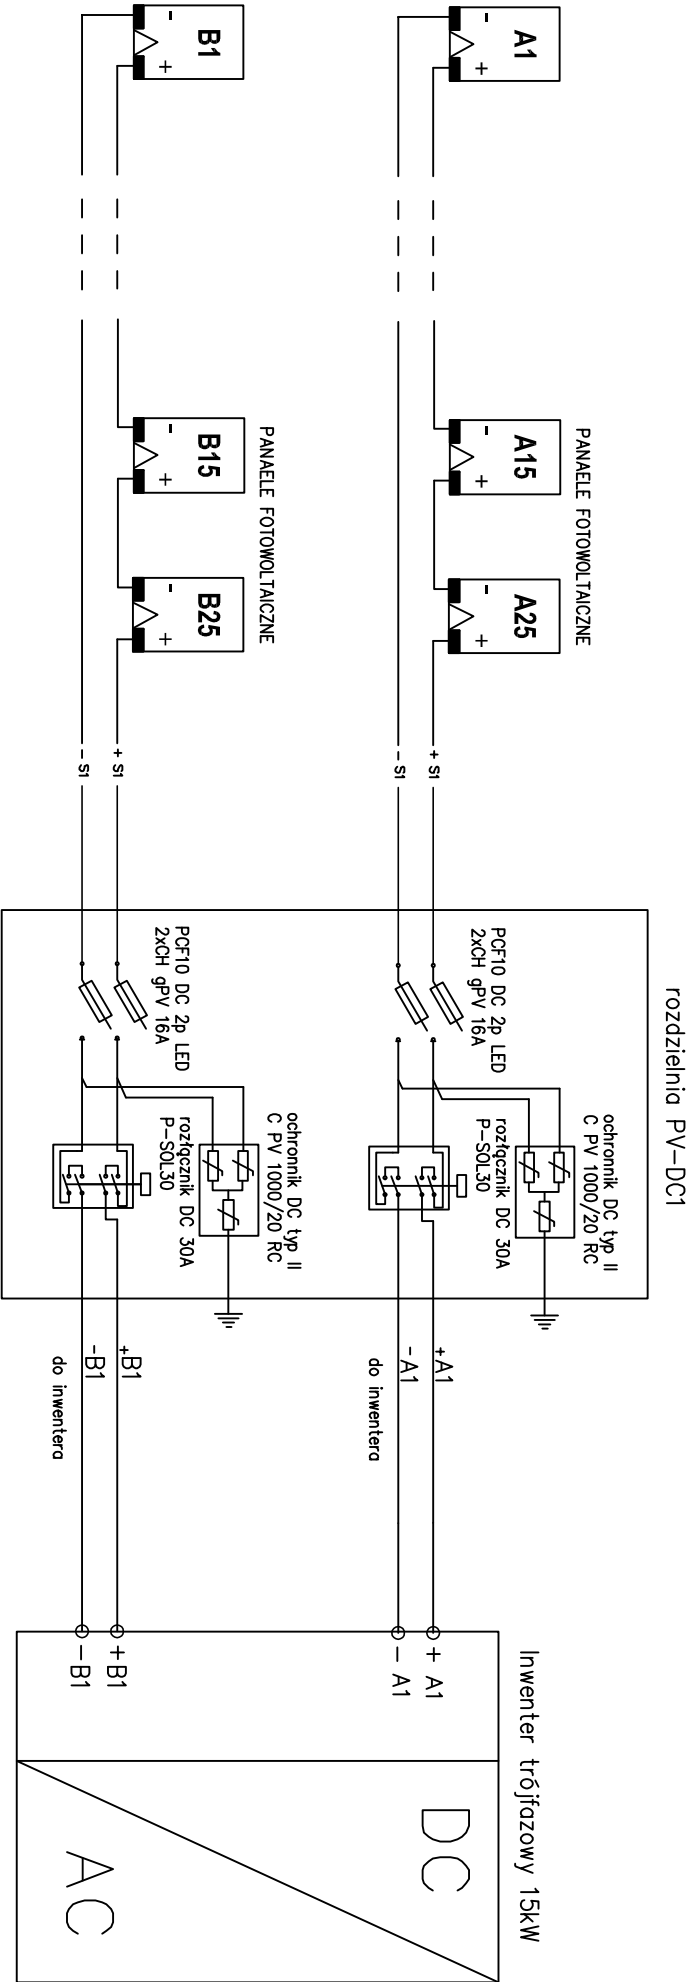 A1
-
+
B1
-
+
PANAELE FOTOWOLTAICZNE
A15
-
+
A25
-
+
PANAELE FOTOWOLTAICZNE
B15
-
+
B25
-
+
+ S1
- S1
+ S1
- S1
rozdzielnia PV-DC1
PCF10 DC 2p LED
2xCH gPV 16A
ochronnik DC typ II
C PV 1000/20 RC
rozłącznik DC 30A
P-SOL30
PCF10 DC 2p LED
2xCH gPV 16A
ochronnik DC typ II
C PV 1000/20 RC
rozłącznik DC 30A
P-SOL30
+A1
-A1
do inwentera
+B1
-B1
do inwentera
Inwenter trójfazowy 15kW
+ A1
- A1
+ B1
- B1
DC
AC